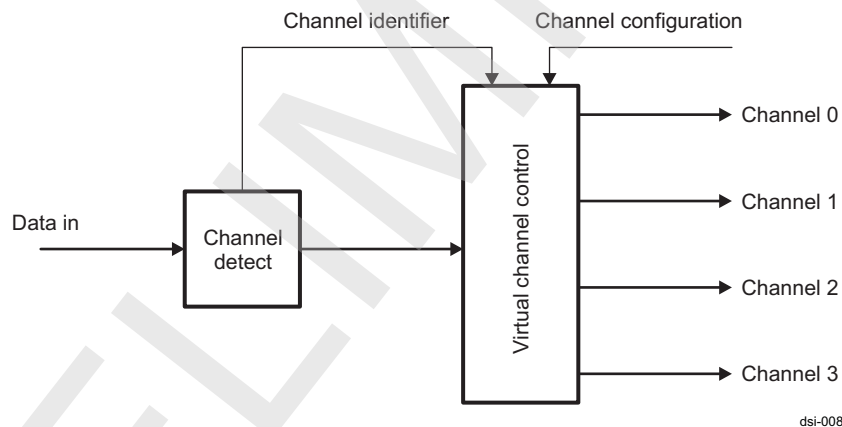 Channel identifier
Channel configuration
Channel 0
Channel 1
Data in
Channel
detect
Virtual channel control
Channel 2
Channel 3
dsi-008